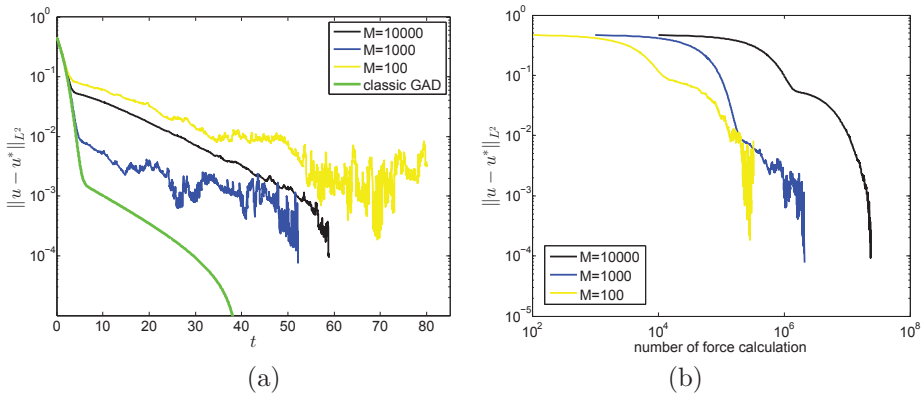 10^0
10^{-1}
10^{-2}
10^{-3}
10^{-4}
||u − u*||_{L^2}
0 10 20 30 40 50 60 70 80
t
M=10000
M=1000
M=100
classic GAD
(a)
10^0
10^{-1}
10^{-2}
10^{-3}
10^{-4}
10^{-5}
||u − u*||_{L^2}
10^2 10^4 10^6 10^8
number of force calculation
M=10000
M=1000
M=100
(b)